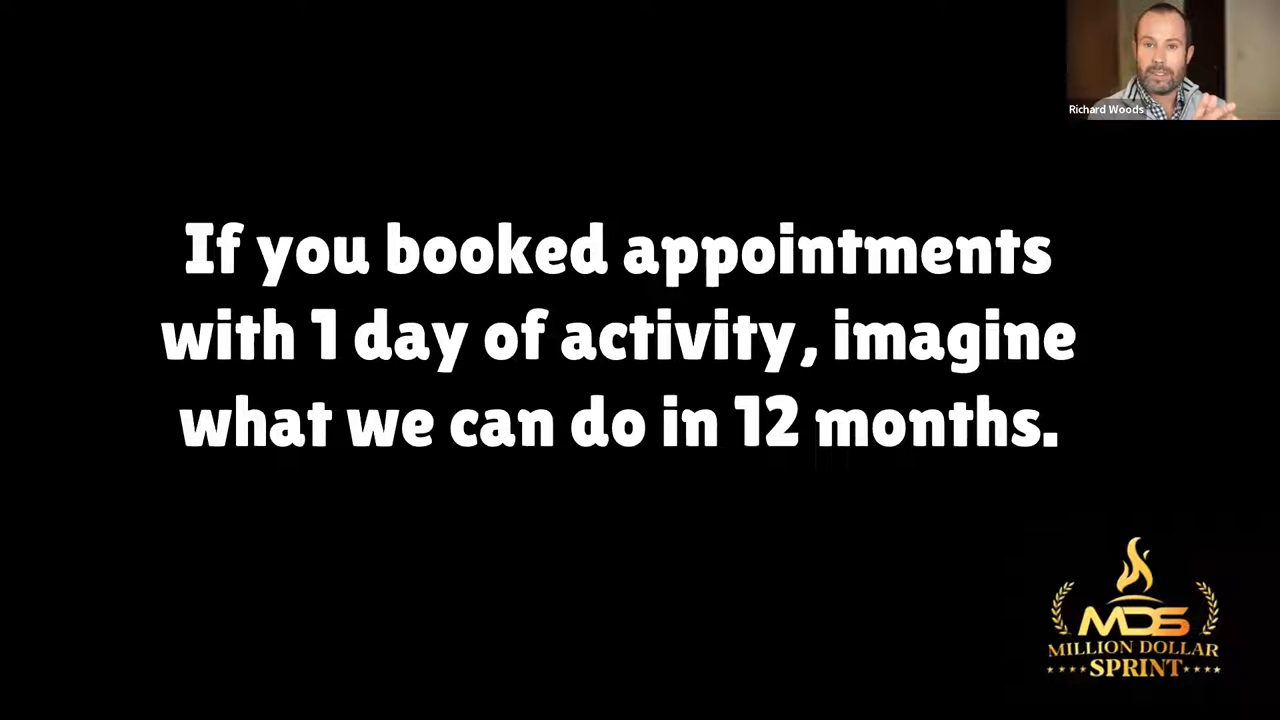 Richard Woods
If you booked appointments
with 1 day of activity, imagine
what we can do in 12 months.
MDS
MILLION DOLLAR
SPRINT